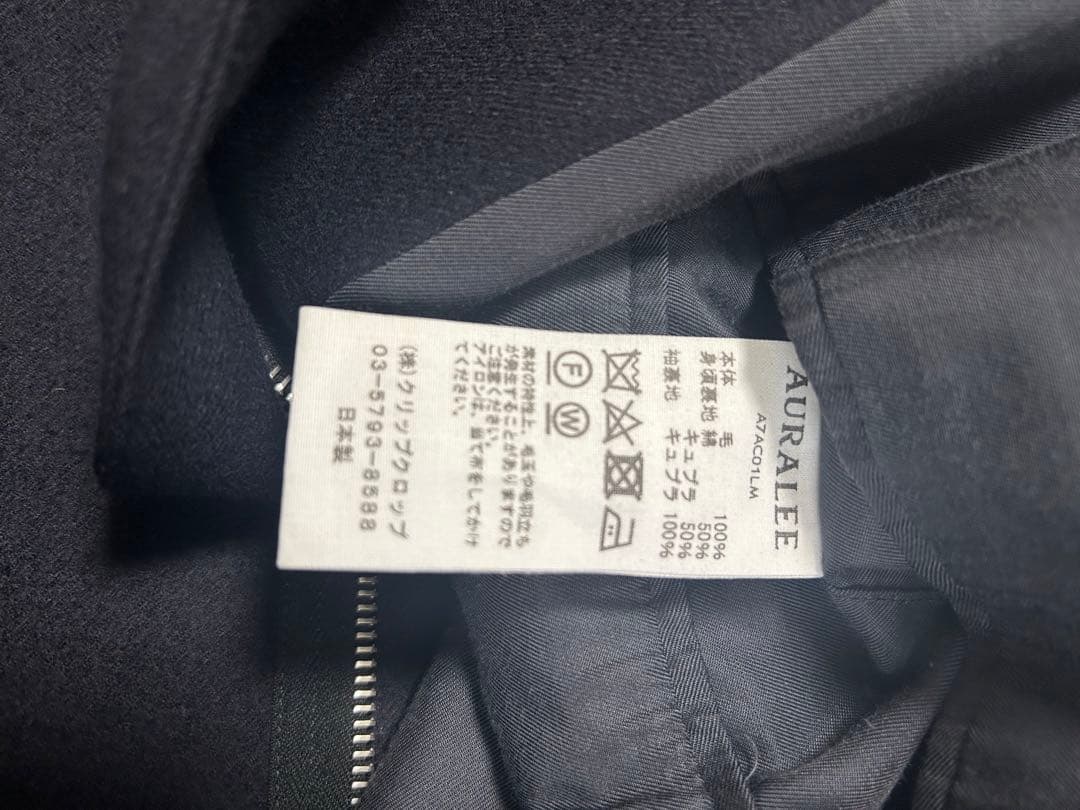 AURALEE
A7AC01LM
本体　毛　100%
身頃裏地　綿　50%
キュプラ　50%
袖裏地　キュプラ　100%
F W
素材の特性上、毛玉や毛羽立ち
が発生することがありますので
ご注意ください。
アイロンは、当て布をしてかけ
てください。
(株)クリップクロップ
03-5793-8588
日本製